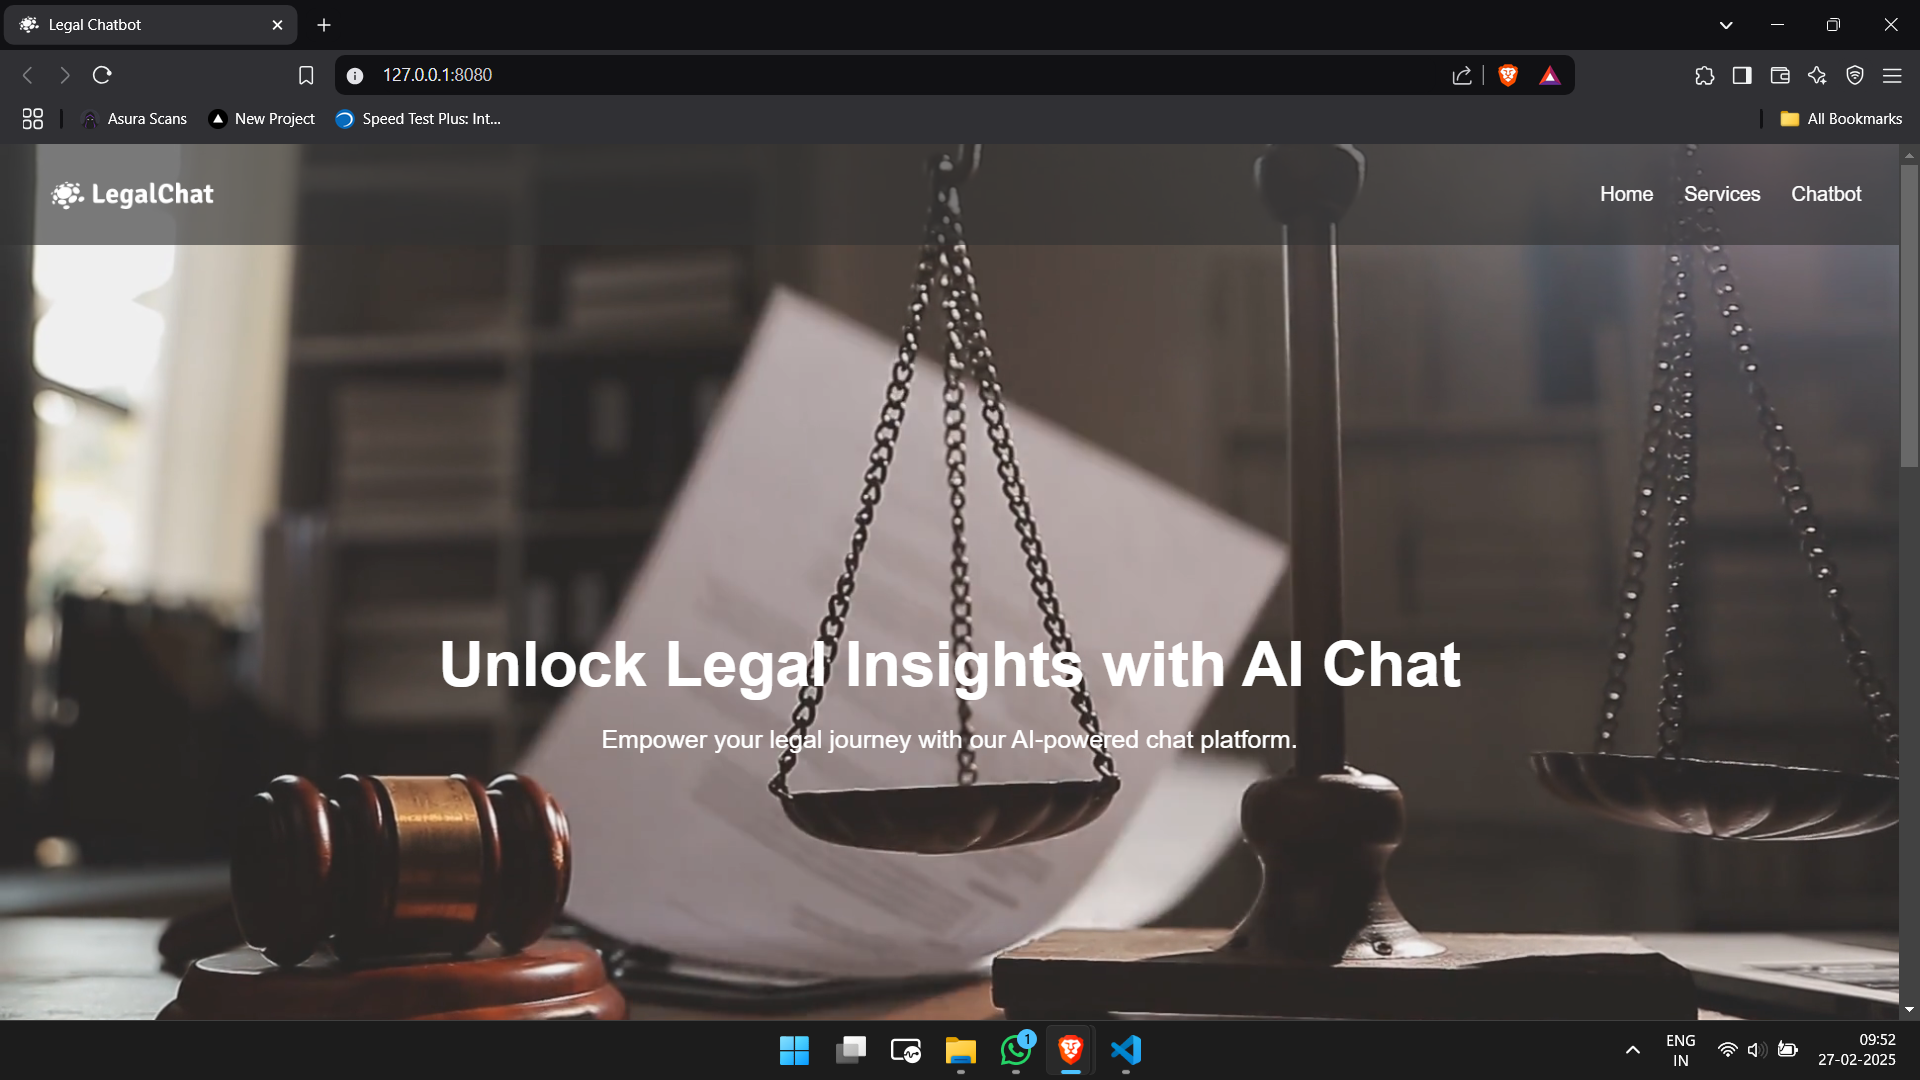 Legal Chatbot
127.0.0.1:8080
Asura Scans
New Project
Speed Test Plus: Int...
All Bookmarks
LegalChat
Home
Services
Chatbot
Unlock Legal Insights with AI Chat
Empower your legal journey with our AI-powered chat platform.
1
ENG
IN
09:52
27-02-2025